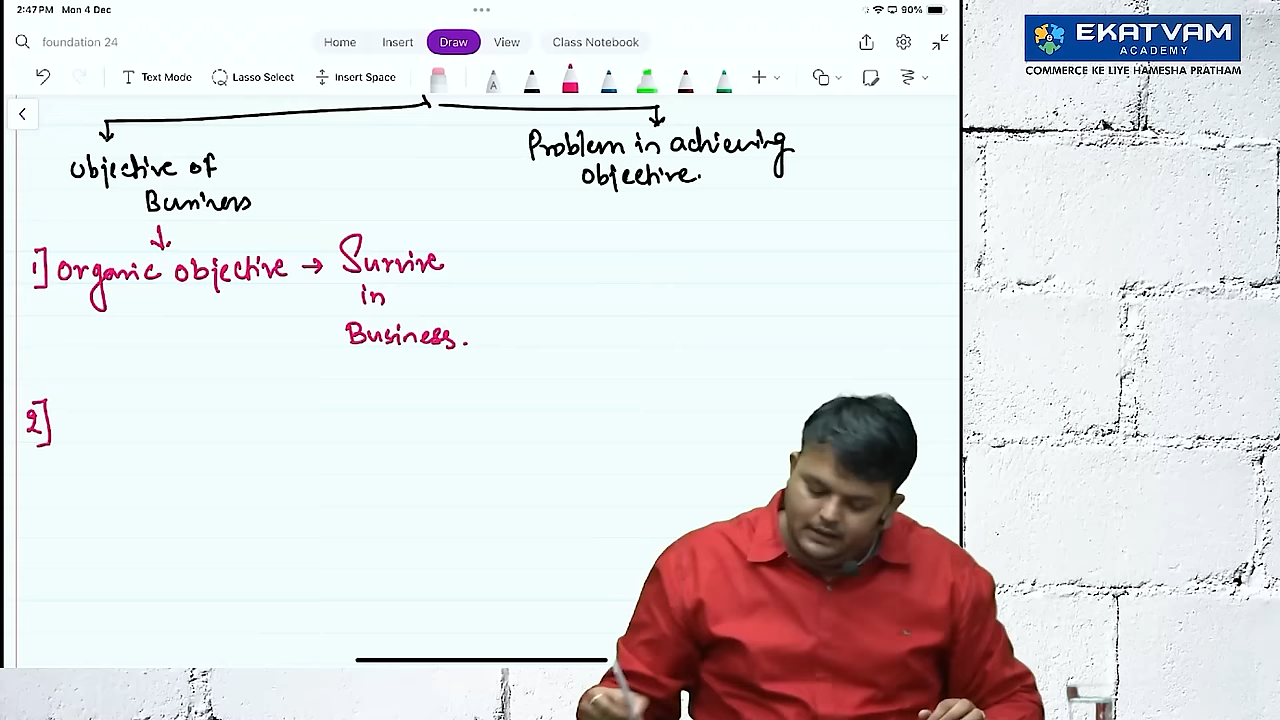 2:47 PM Mon 4 Dec
90%
foundation 24
Home Insert Draw View Class Notebook
Text Mode Lasso Select Insert Space
EKATVAM
ACADEMY
COMMERCE KE LIYE HAMESHA PRATHAM
Objective of
Business
Problem in achieving
objective.
1] Organic objective → Survive
in
Business.
2]